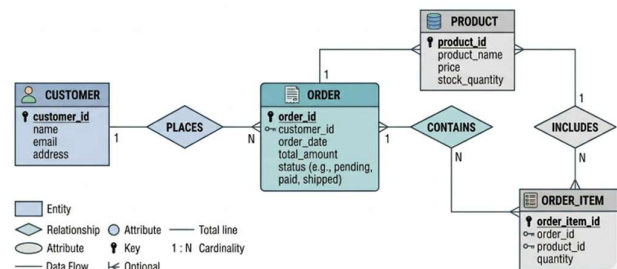 PRODUCT
product_id
product_name
price
stock_quantity
1
1
CUSTOMER
customer_id
name
email
address
1
PLACES
N
ORDER
order_id
customer_id
order_date
total_amount
status (e.g., pending,
paid, shipped)
1
CONTAINS
N
INCLUDES
N
ORDER_ITEM
order_item_id
order_id
product_id
quantity
Entity
Relationship
Attribute
Total line
Attribute
Key
1 : N Cardinality
Data Flow
Optional